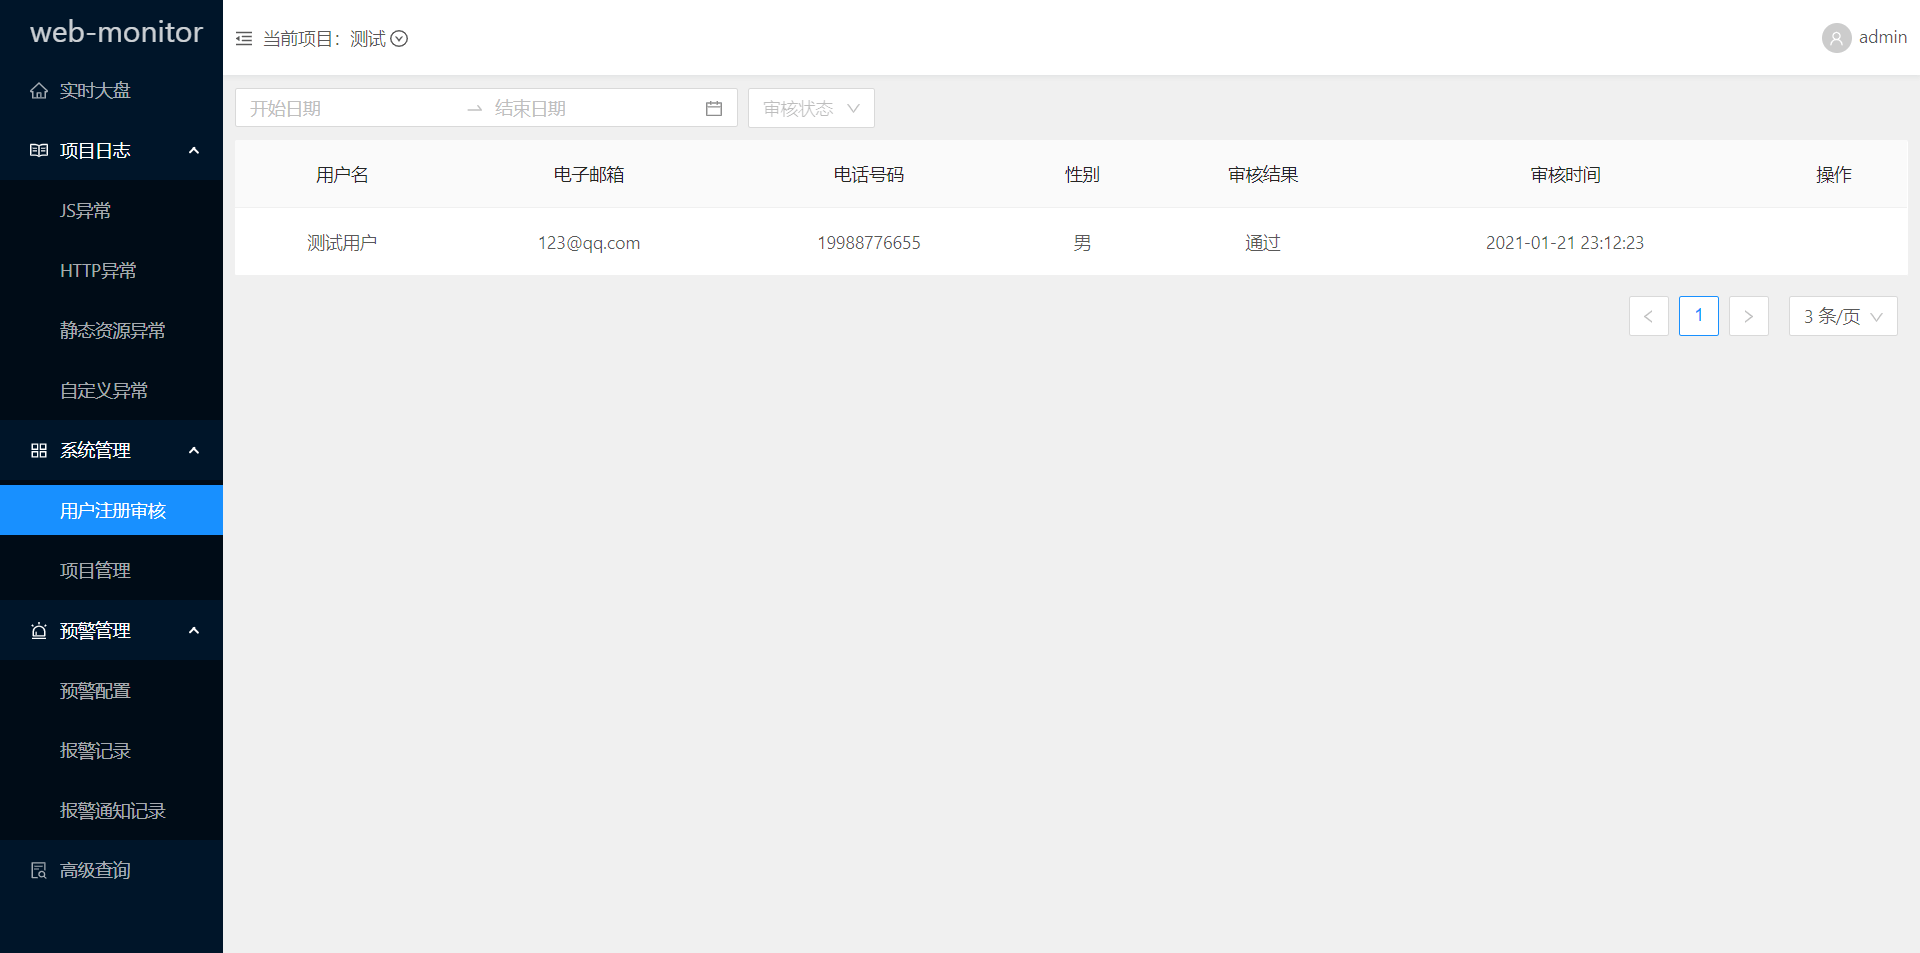 web-monitor
实时大盘
项目日志
JS异常
HTTP异常
静态资源异常
自定义异常
系统管理
用户注册审核
项目管理
预警管理
预警配置
报警记录
报警通知记录
高级查询
当前项目：测试
admin
开始日期 → 结束日期 审核状态
用户名 电子邮箱 电话号码 性别 审核结果 审核时间 操作
测试用户 123@qq.com 19988776655 男 通过 2021-01-21 23:12:23
< 1 > 3 条/页